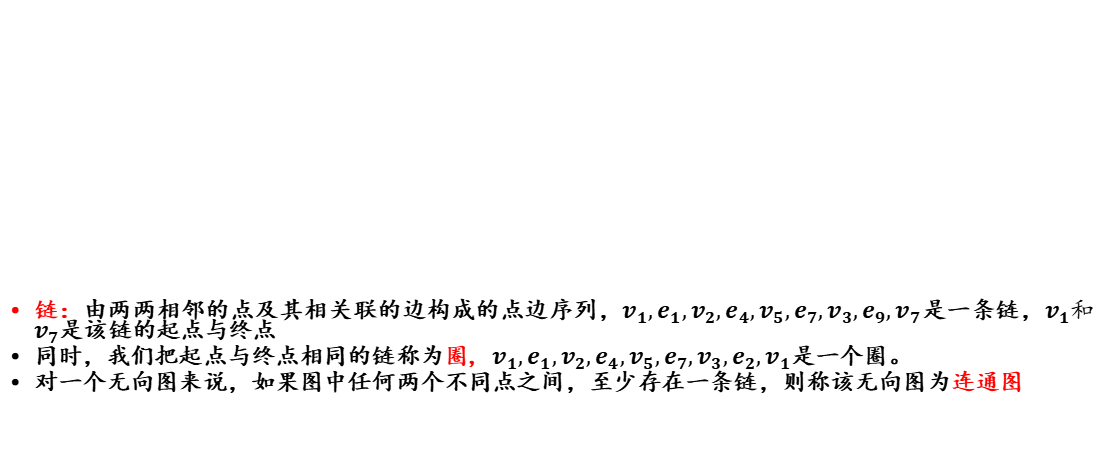 • 链：由两两相邻的点及其相关联的边构成的点边序列，v₁,e₁,v₂,e₄,v₅,e₇,v₃,e₉,v₇是一条链，v₁和
v₇是该链的起点与终点
• 同时，我们把起点与终点相同的链称为圈，v₁,e₁,v₂,e₄,v₅,e₇,v₃,e₂,v₁是一个圈。
• 对一个无向图来说，如果图中任何两个不同点之间，至少存在一条链，则称该无向图为连通图